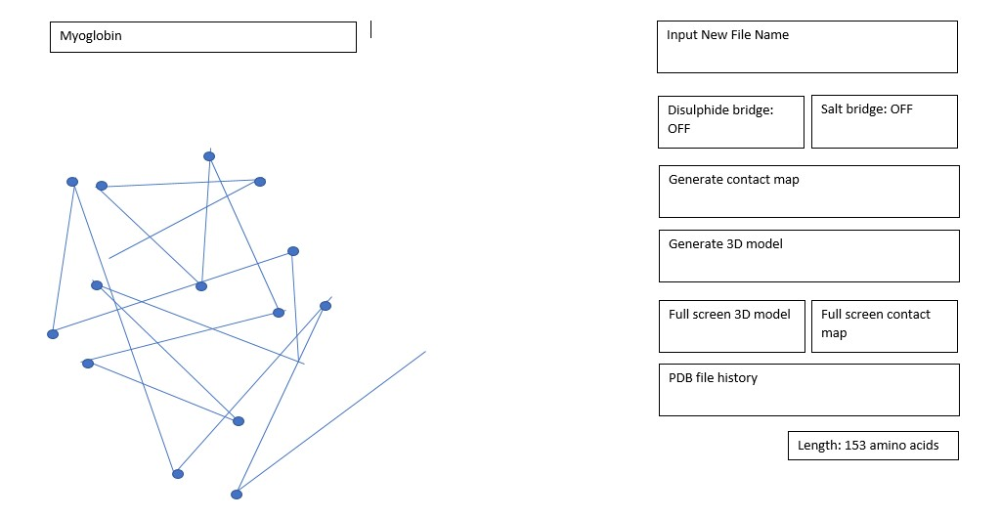 Myoglobin
Input New File Name
Disulphide bridge:
OFF
Salt bridge: OFF
Generate contact map
Generate 3D model
Full screen 3D model
Full screen contact
map
PDB file history
Length: 153 amino acids